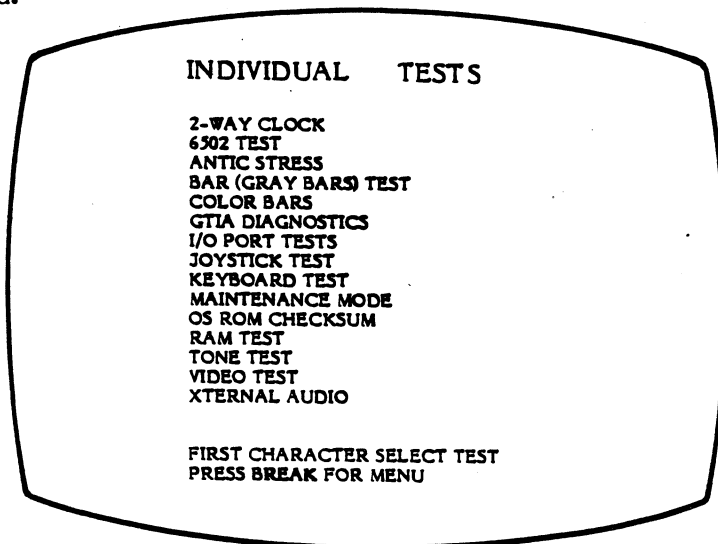 INDIVIDUAL TESTS
2-WAY CLOCK
6502 TEST
ANTIC STRESS
BAR (GRAY BARS) TEST
COLOR BARS
GTIA DIAGNOSTICS
I/O PORT TESTS
JOYSTICK TEST
KEYBOARD TEST
MAINTENANCE MODE
OS ROM CHECKSUM
RAM TEST
TONE TEST
VIDEO TEST
XTERNAL AUDIO
FIRST CHARACTER SELECT TEST
PRESS BREAK FOR MENU